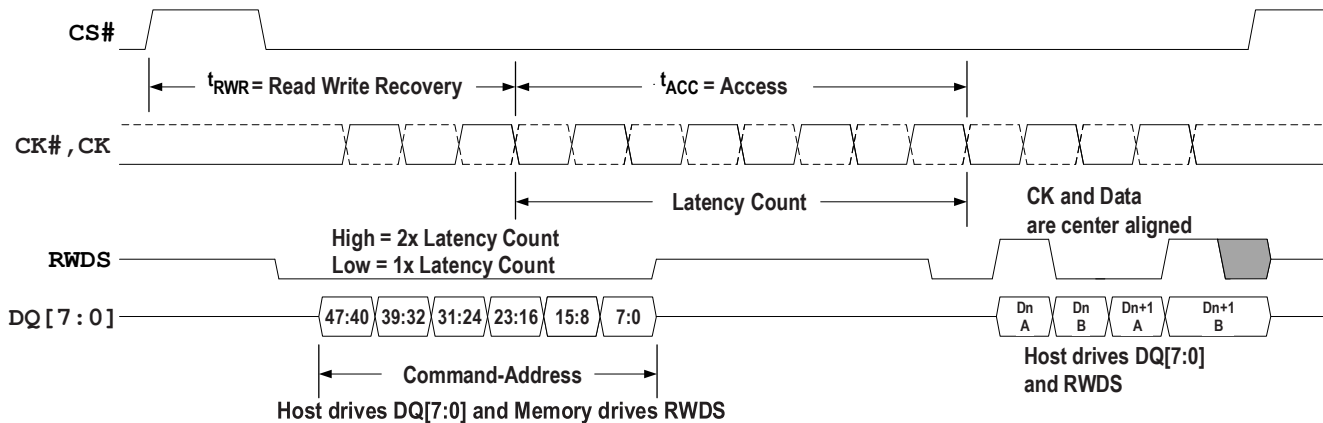 CS#
tRWR = Read Write Recovery
tACC = Access
CK#,CK
Latency Count
CK and Data
are center aligned
High = 2x Latency Count
Low = 1x Latency Count
RWDS
DQ[7:0]
47:40 39:32 31:24 23:16 15:8 7:0
Dn Dn Dn+1 Dn+1
A B A B
Command-Address
Host drives DQ[7:0] and Memory drives RWDS
Host drives DQ[7:0]
and RWDS